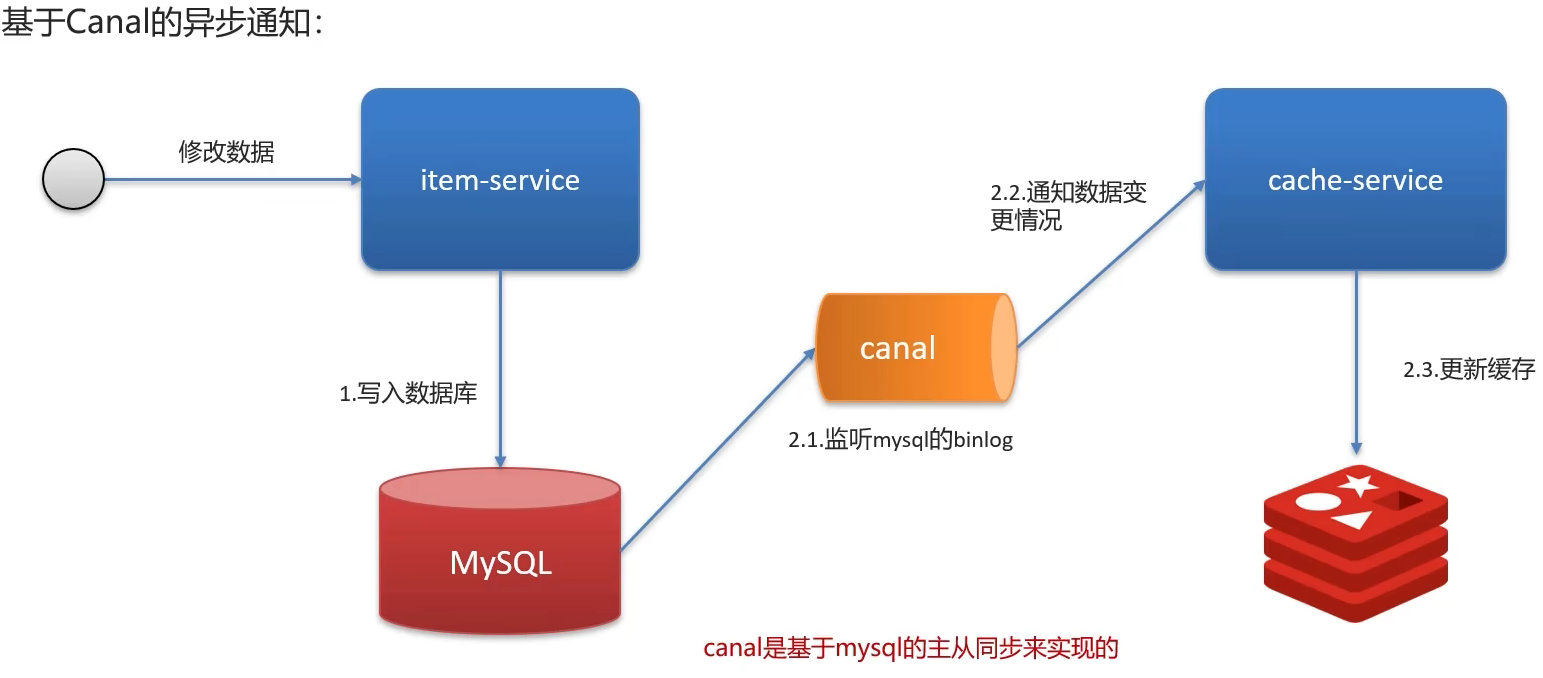 基于Canal的异步通知：
修改数据
item-service
cache-service
2.2.通知数据变
更情况
canal
1.写入数据库
2.3.更新缓存
2.1.监听mysql的binlog
MySQL
canal是基于mysql的主从同步来实现的